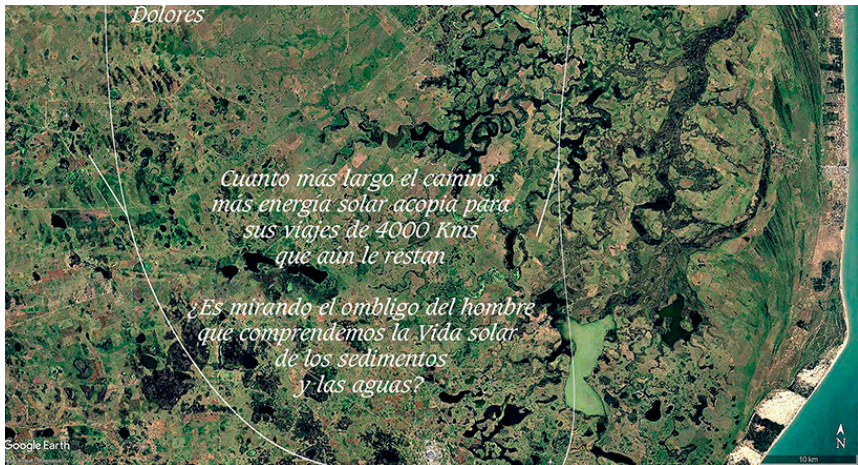 Dolores
Cuanto más largo el camino
más energía solar acopia para
sus viajes de 4000 Kms
que aún le restan
¿Es mirando el ombligo del hombre
que comprendemos la Vida solar
de los sedimentos
y las aguas?
Google Earth
N
10 km